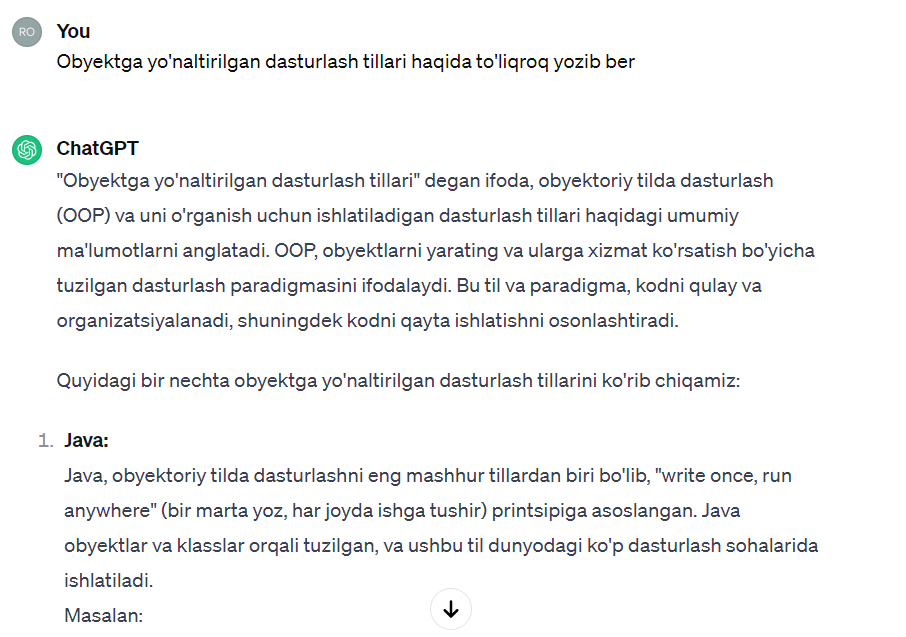 RO
You
Obyektga yo'naltirilgan dasturlash tillari haqida to'liqroq yozib ber
ChatGPT
"Obyektga yo'naltirilgan dasturlash tillari" degan ifoda, obyektoriy tilda dasturlash
(OOP) va uni o'rganish uchun ishlatiladigan dasturlash tillari haqidagi umumiy
ma'lumotlarni anglatadi. OOP, obyektlarni yarating va ularga xizmat ko'rsatish bo'yicha
tuzilgan dasturlash paradigmasini ifodalaydi. Bu til va paradigma, kodni qulay va
organizatsiyalanadi, shuningdek kodni qayta ishlatishni osonlashtiradi.
Quyidagi bir nechta obyektga yo'naltirilgan dasturlash tillarini ko'rib chiqamiz:
1. Java:
Java, obyektoriy tilda dasturlashni eng mashhur tillardan biri bo'lib, "write once, run
anywhere" (bir marta yoz, har joyda ishga tushir) printsipiga asoslangan. Java
obyektlar va klasslar orqali tuzilgan, va ushbu til dunyodagi ko'p dasturlash sohalarida
ishlatiladi.
Masalan: